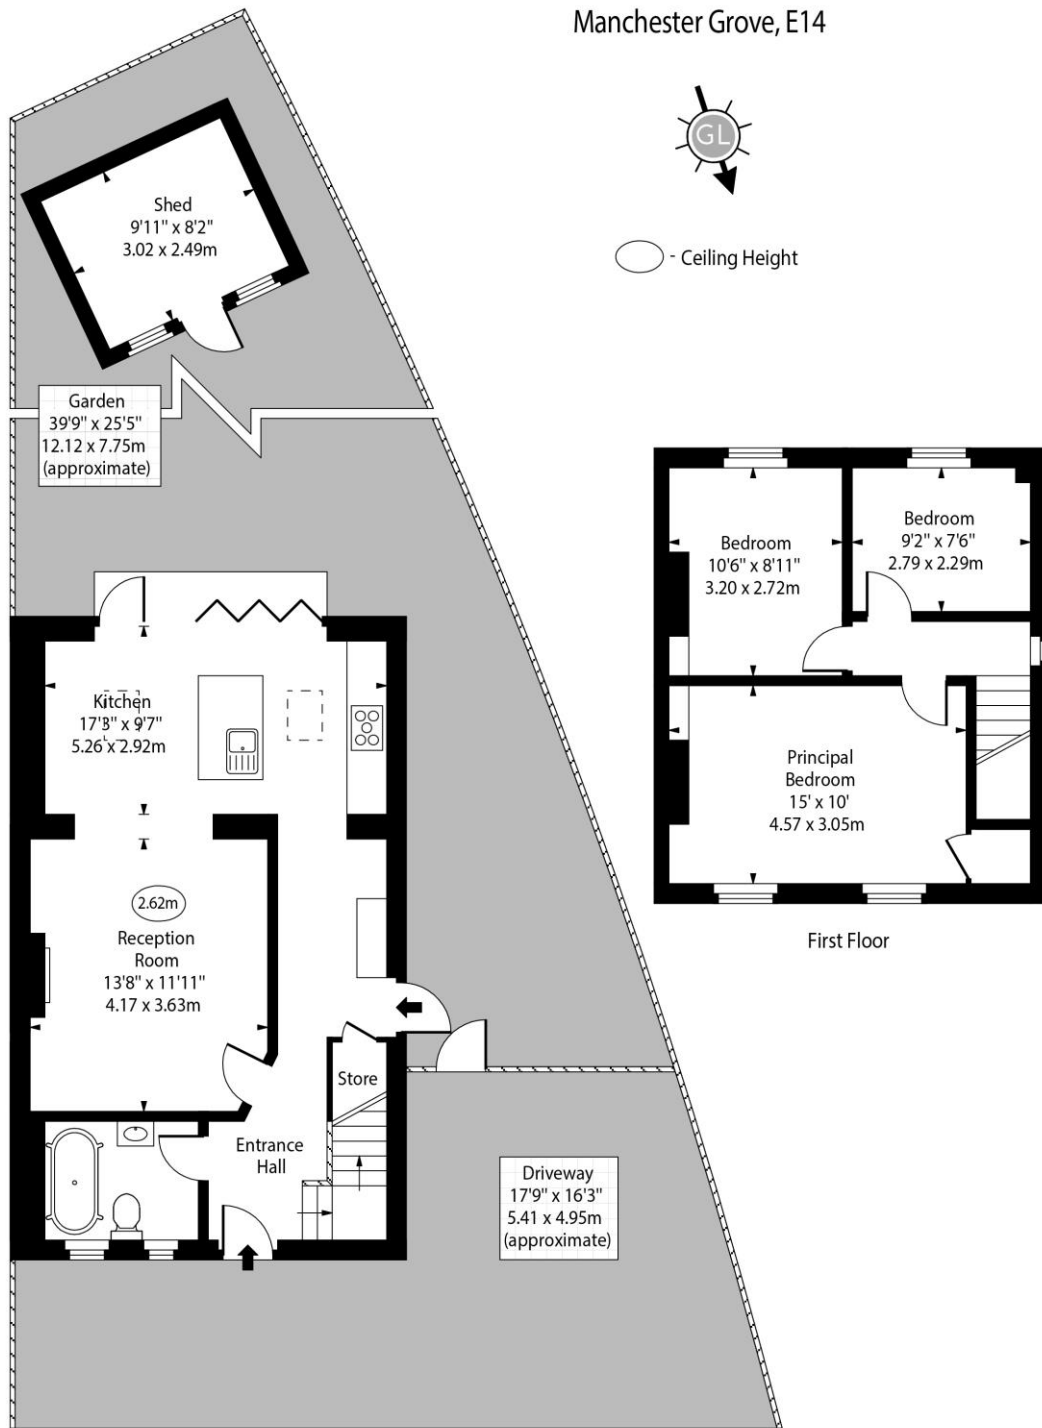 Manchester Grove, E14
GL
- Ceiling Height
Shed
9'11" x 8'2"
3.02 x 2.49m
Garden
39'9" x 25'5"
12.12 x 7.75m
(approximate)
Kitchen
17'3" x 9'7"
5.26 x 2.92m
2.62m
Reception
Room
13'8" x 11'11"
4.17 x 3.63m
Store
Entrance
Hall
Driveway
17'9" x 16'3"
5.41 x 4.95m
(approximate)
Bedroom
10'6" x 8'11"
3.20 x 2.72m
Bedroom
9'2" x 7'6"
2.79 x 2.29m
Principal
Bedroom
15' x 10'
4.57 x 3.05m
First Floor